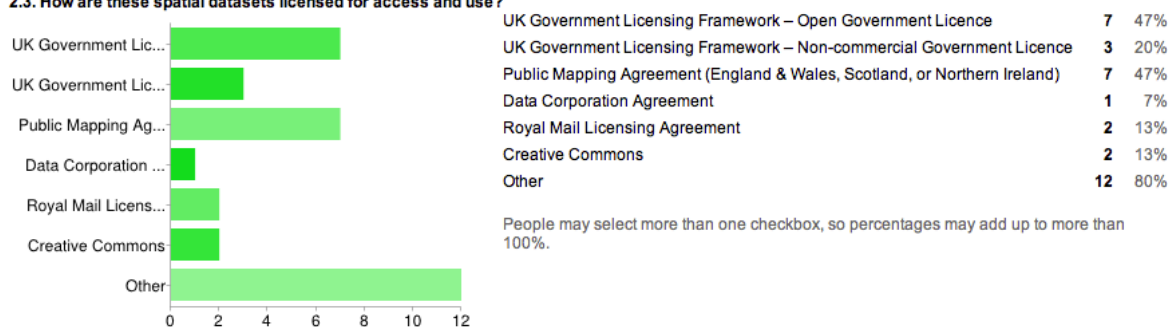 2.3. How are these spatial datasets licensed for access and use?
UK Government Lic...
UK Government Lic...
Public Mapping Ag...
Data Corporation ...
Royal Mail Licens...
Creative Commons
Other
0 2 4 6 8 10 12
UK Government Licensing Framework – Open Government Licence 7 47%
UK Government Licensing Framework – Non-commercial Government Licence 3 20%
Public Mapping Agreement (England & Wales, Scotland, or Northern Ireland) 7 47%
Data Corporation Agreement 1 7%
Royal Mail Licensing Agreement 2 13%
Creative Commons 2 13%
Other 12 80%
People may select more than one checkbox, so percentages may add up to more than
100%.